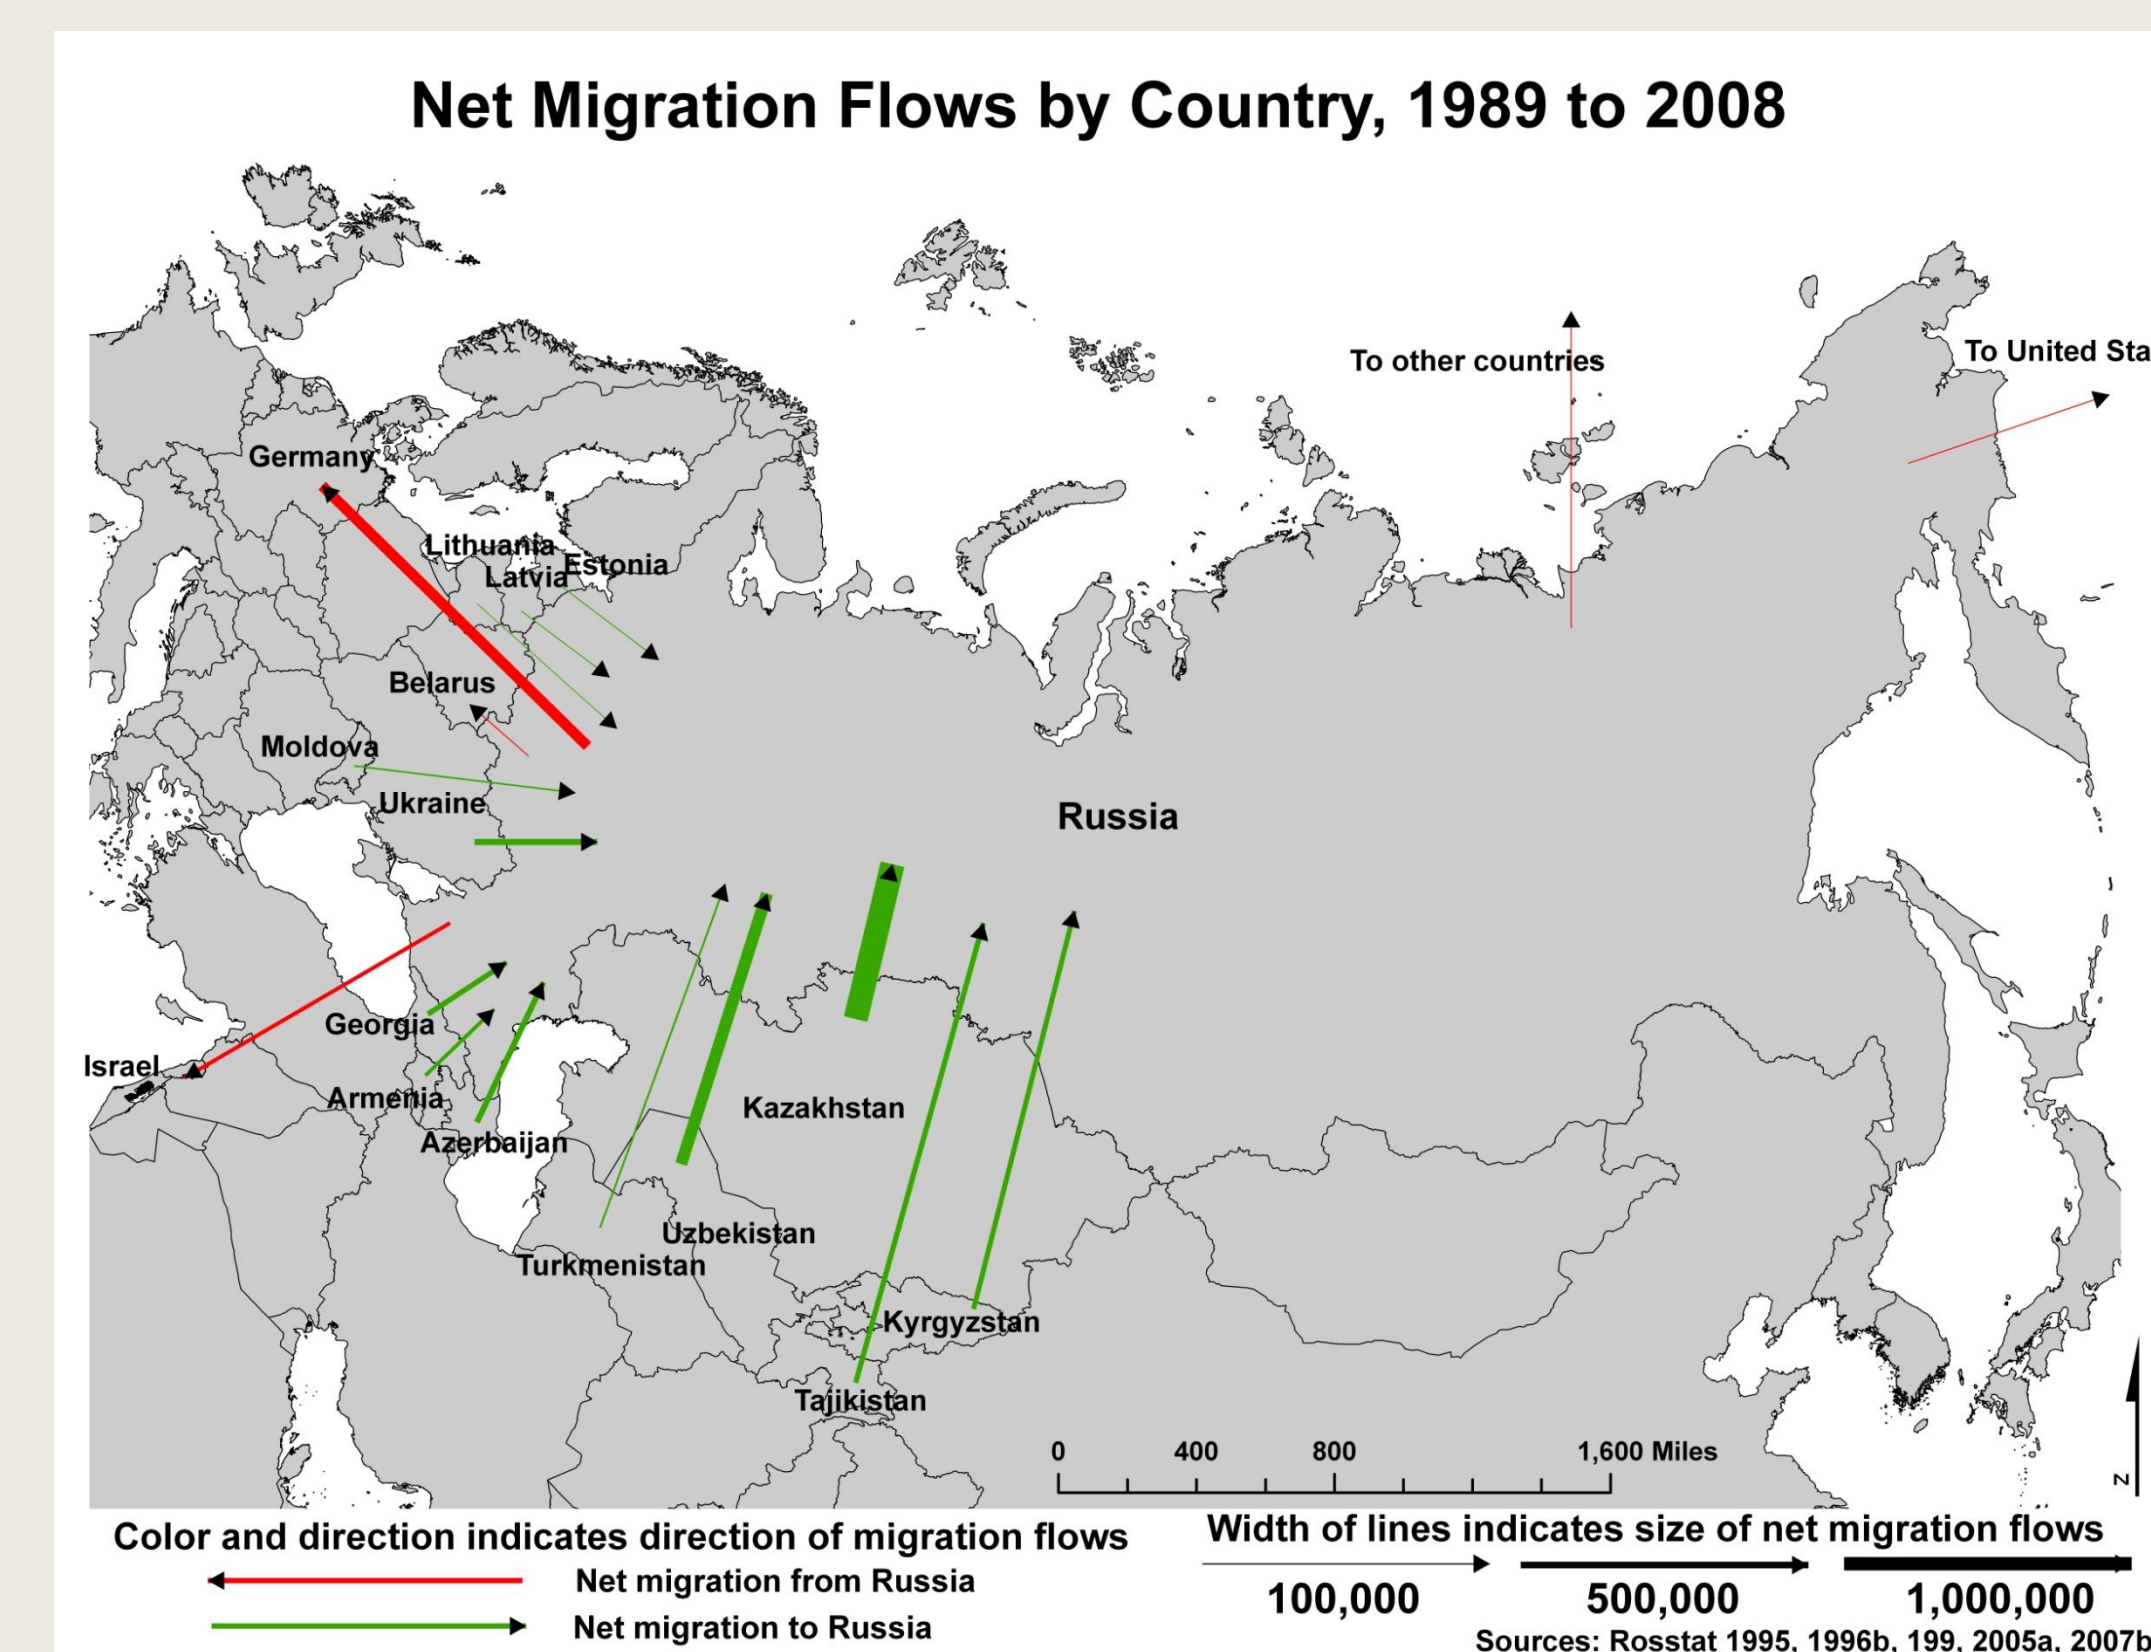 Net Migration Flows by Country, 1989 to 2008
To other countries
To United Sta
Germany
Lithuania
Estonia
Latvia
Belarus
Moldova
Ukraine
Russia
Georgia
Israel
Armenia
Kazakhstan
Azerbaijan
Uzbekistan
Turkmenistan
Kyrgyzstan
Tajikistan
0 400 800 1,600 Miles
z
Color and direction indicates direction of migration flows
Net migration from Russia
Net migration to Russia
Width of lines indicates size of net migration flows
100,000 500,000 1,000,000
Sources: Rosstat 1995, 1996b, 199, 2005a, 2007b